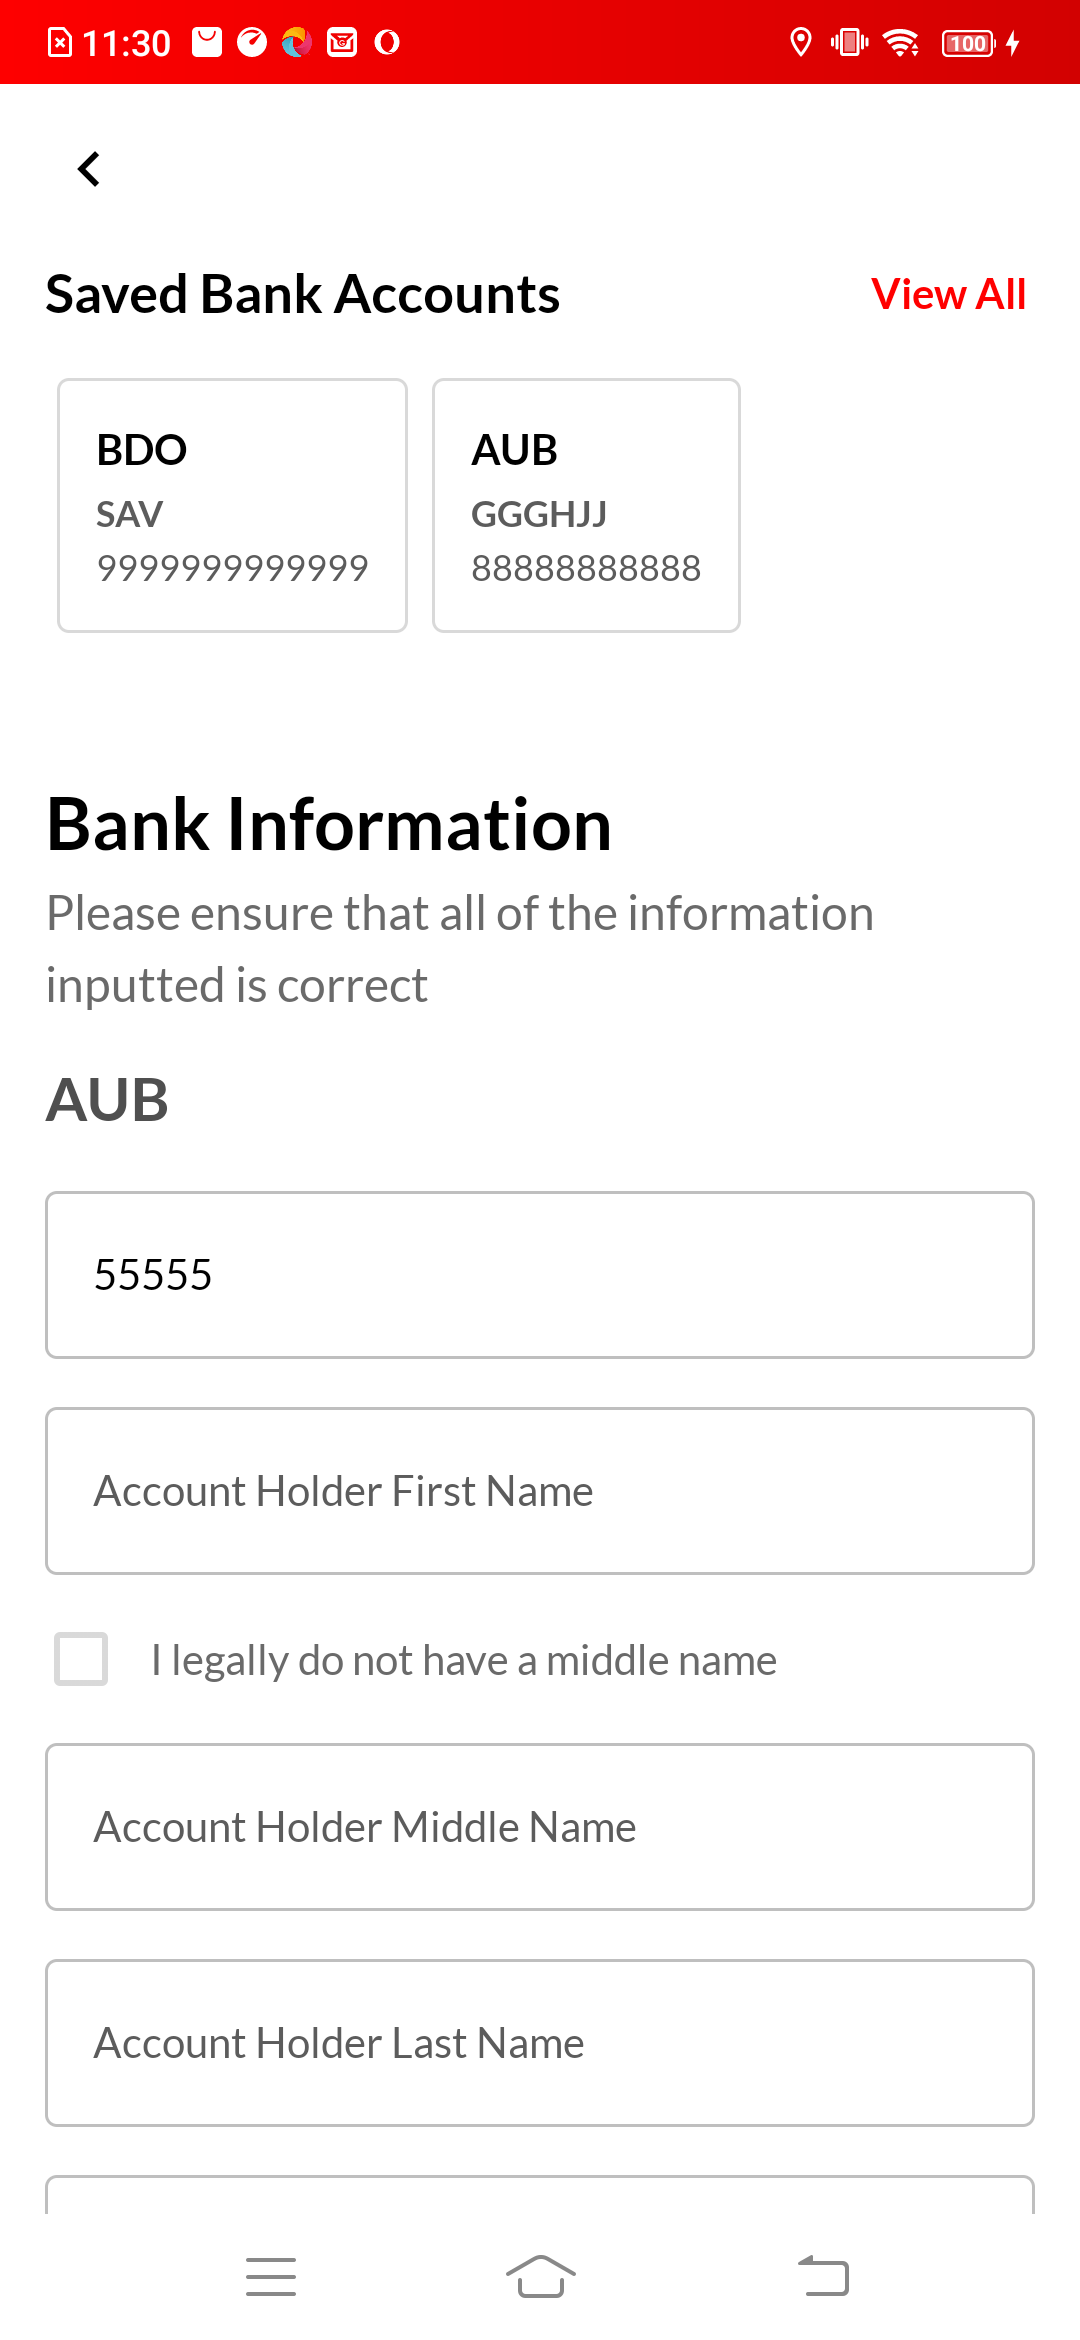 11:30
100
Saved Bank Accounts
View All
BDO
SAV
9999999999999
AUB
GGGHJJ
88888888888
Bank Information
Please ensure that all of the information
inputted is correct
AUB
55555
Account Holder First Name
I legally do not have a middle name
Account Holder Middle Name
Account Holder Last Name